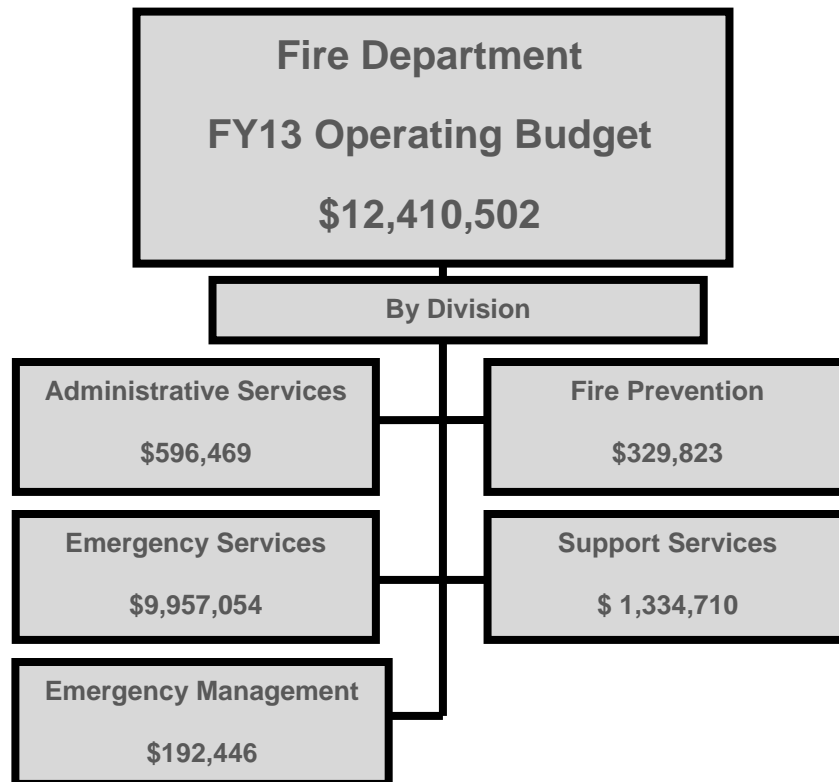 Fire Department
FY13 Operating Budget
$12,410,502
By Division
Administrative Services
$596,469
Fire Prevention
$329,823
Emergency Services
$9,957,054
Support Services
$ 1,334,710
Emergency Management
$192,446